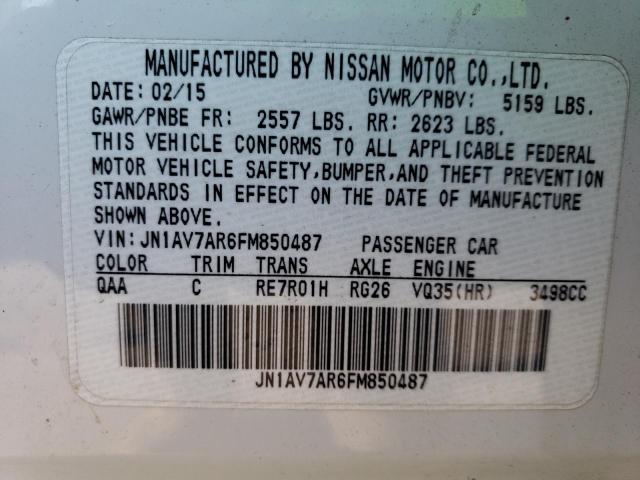 MANUFACTURED BY NISSAN MOTOR CO.,LTD.
DATE: 02/15 GVWR/PNBV: 5159 LBS.
GAWR/PNBE FR: 2557 LBS. RR: 2623 LBS.
THIS VEHICLE CONFORMS TO ALL APPLICABLE FEDERAL
MOTOR VEHICLE SAFETY,BUMPER,AND THEFT PREVENTION
STANDARDS IN EFFECT ON THE DATE OF MANUFACTURE
SHOWN ABOVE.
VIN:JN1AV7AR6FM850487 PASSENGER CAR
COLOR TRIM TRANS AXLE ENGINE
QAA C RE7R01H RG26 VQ35(HR) 3498CC
JN1AV7AR6FM850487